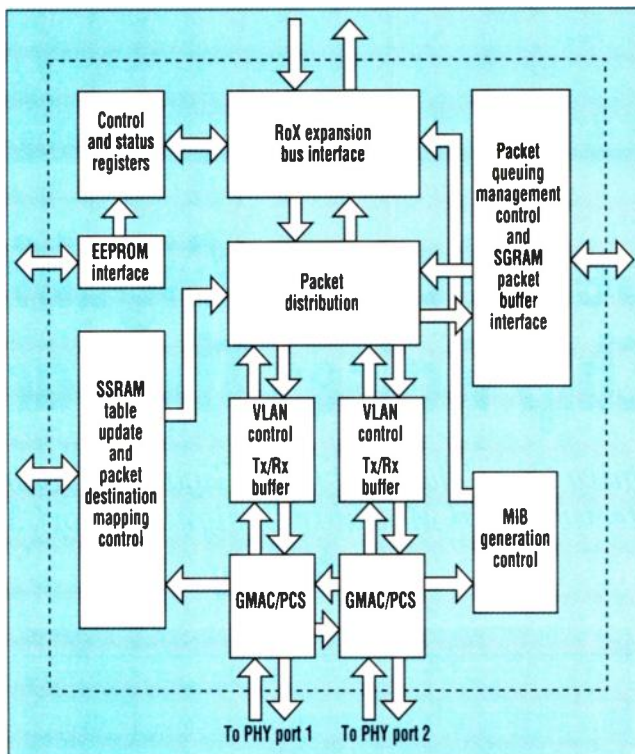 Control
and status
registers
RoX expansion
bus interface
Packet
queuing
management
control
and
SGRAM
packet
buffer
interface
EEPROM
interface
Packet
distribution
SSRAM
table
update
and
packet
destination
mapping
control
VLAN
control
Tx/Rx
buffer
VLAN
control
Tx/Rx
buffer
MiB
generation
control
GMAC/PCS
GMAC/PCS
To PHY port 1
To PHY port 2